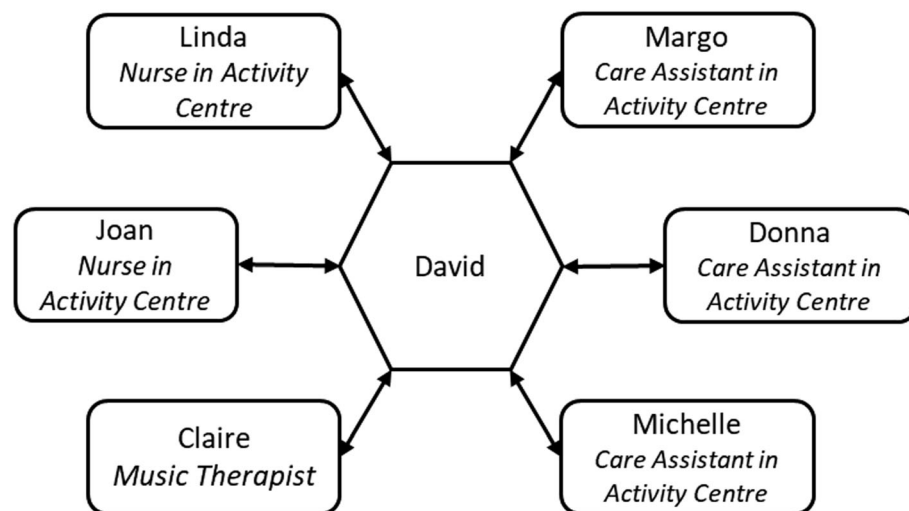 Linda
Nurse in Activity
Centre
Margo
Care Assistant in
Activity Centre
Joan
Nurse in
Activity Centre
David
Donna
Care Assistant in
Activity Centre
Claire
Music Therapist
Michelle
Care Assistant in
Activity Centre